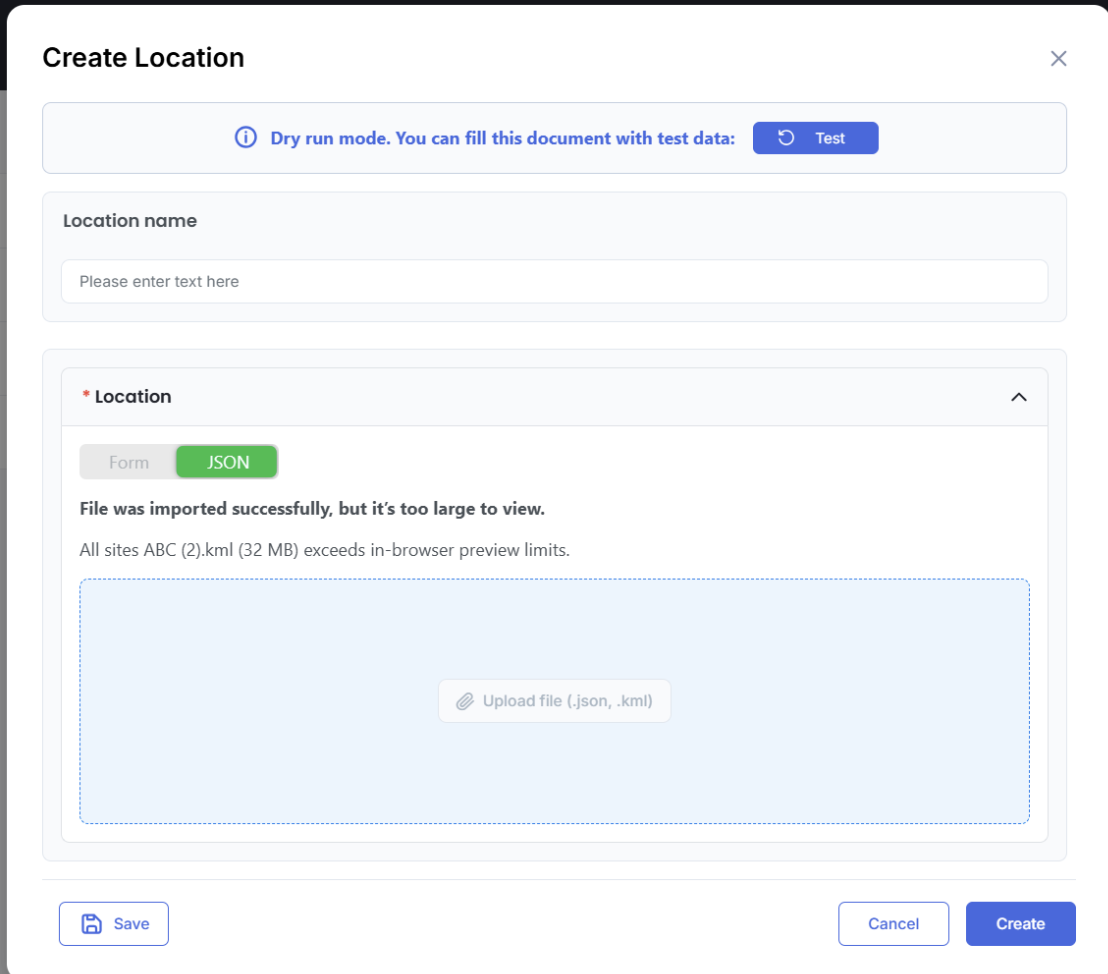 Create Location
Dry run mode. You can fill this document with test data:
Test
Location name
Please enter text here
* Location
Form
JSON
File was imported successfully, but it’s too large to view.
All sites ABC (2).kml (32 MB) exceeds in-browser preview limits.
Upload file (.json, .kml)
Save
Cancel
Create